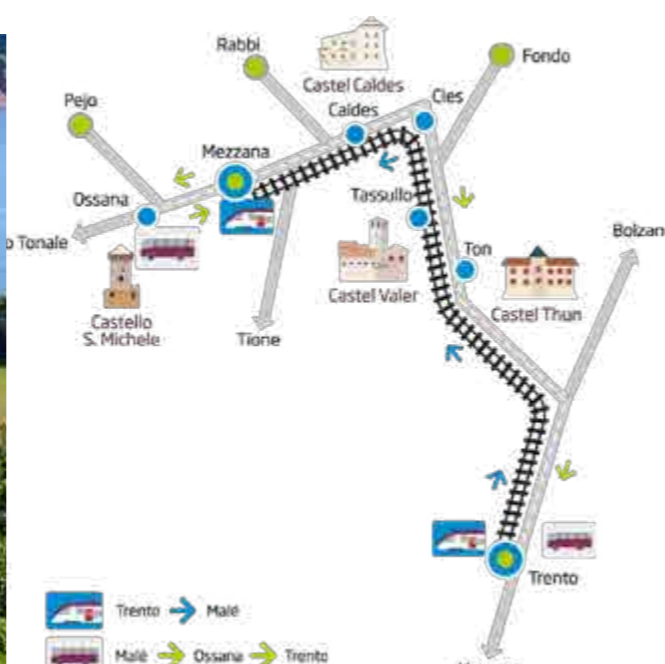 Rabbi
Fondo
Castel Caldes
Cles
Caldes
Pejo
Mezzana
Ossana
Tassullo
o Tonale
Bolzan
Ton
Castel Valer
Castel Thun
Castello
S. Michele
Tione
Trento
Trento → Malé
Malé → Ossana → Trento